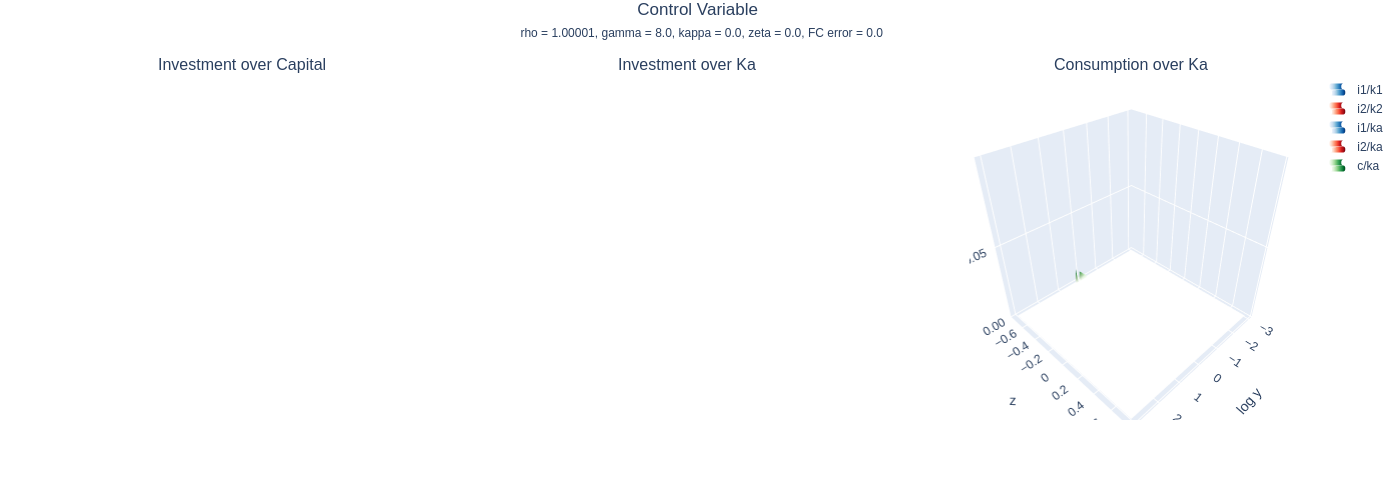 Control Variable
rho = 1.00001, gamma = 8.0, kappa = 0.0, zeta = 0.0, FC error = 0.0
Investment over Capital
Investment over Ka
Consumption over Ka
i1/k1
i2/k2
i1/ka
i2/ka
c/ka
.05
0.00
−0.6
−0.4
−0.2
0
0.2
0.4
z
−3
−2
−1
0
1
2
log y